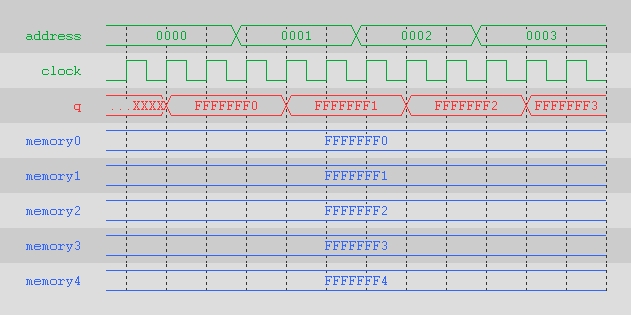 address 0000 0001 0002 0003
clock
q ...XXXX FFFFFFF0 FFFFFFF1 FFFFFFF2 FFFFFFF3
memory0 FFFFFFF0
memory1 FFFFFFF1
memory2 FFFFFFF2
memory3 FFFFFFF3
memory4 FFFFFFF4